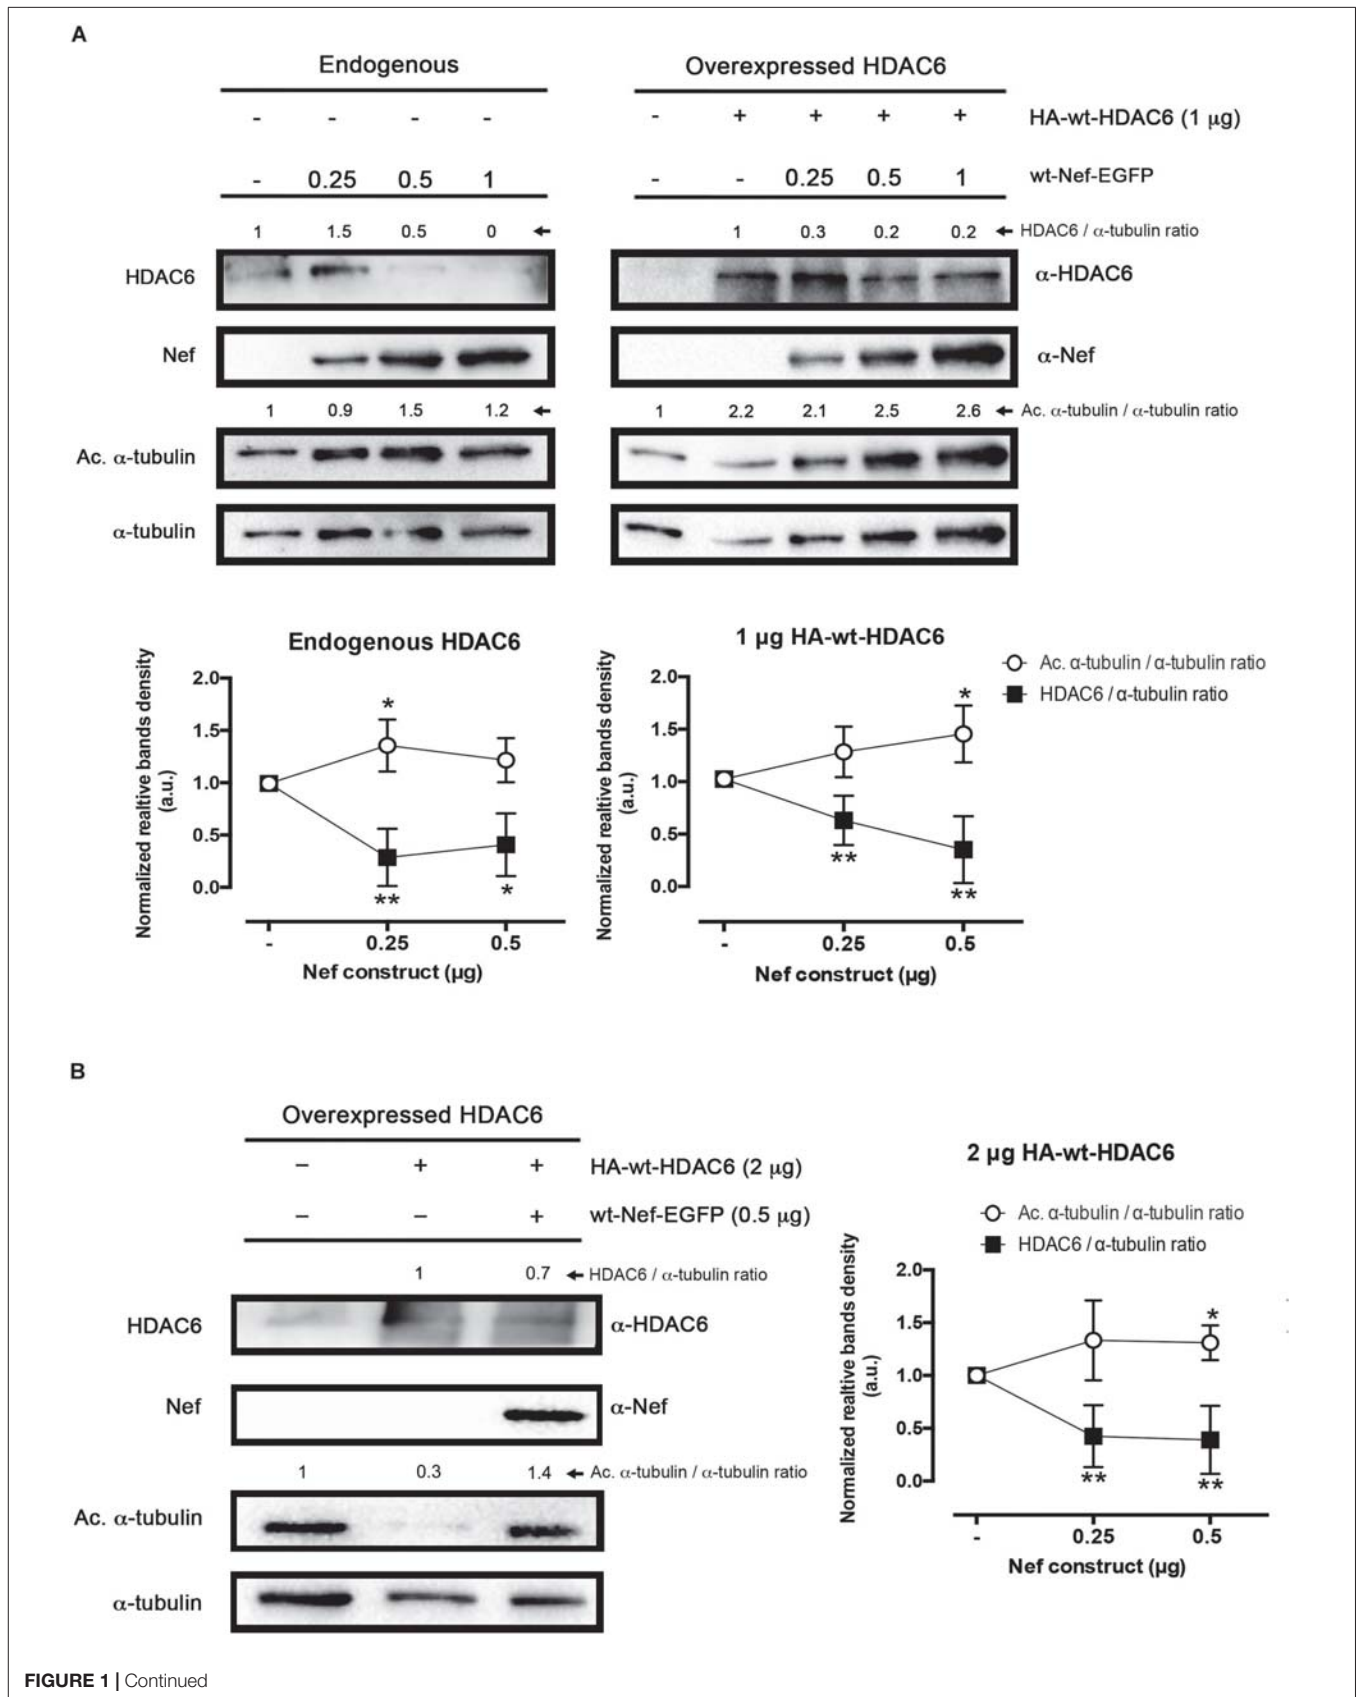 A
Endogenous
- - - -
- 0.25 0.5 1
1 1.5 0.5 0
HDAC6
Nef
1 0.9 1.5 1.2
Ac. α-tubulin
α-tubulin
Overexpressed HDAC6
- + + + + HA-wt-HDAC6 (1 µg)
- - 0.25 0.5 1 wt-Nef-EGFP
1 0.3 0.2 0.2 HDAC6 / α-tubulin ratio
α-HDAC6
α-Nef
1 2.2 2.1 2.5 2.6 Ac. α-tubulin / α-tubulin ratio
Endogenous HDAC6
Normalized realtive bands density
(a.u.)
2.0
*
1.5
1.0
0.5
0.0
** *
- 0.25 0.5
Nef construct (µg)
1 µg HA-wt-HDAC6
Ac. α-tubulin / α-tubulin ratio
HDAC6 / α-tubulin ratio
Normalized realtive bands density
(a.u.)
2.0
*
1.5
1.0
0.5
**
0.0
**
- 0.25 0.5
Nef construct (µg)
B
Overexpressed HDAC6
– + + HA-wt-HDAC6 (2 µg)
– – + wt-Nef-EGFP (0.5 µg)
1 0.7 HDAC6 / α-tubulin ratio
HDAC6 α-HDAC6
Nef α-Nef
1 0.3 1.4 Ac. α-tubulin / α-tubulin ratio
Ac. α-tubulin
α-tubulin
2 µg HA-wt-HDAC6
Ac. α-tubulin / α-tubulin ratio
HDAC6 / α-tubulin ratio
Normalized realtive bands density
(a.u.)
2.0
1.5
*
1.0
0.5
0.0
** **
- 0.25 0.5
Nef construct (µg)
FIGURE 1 | Continued